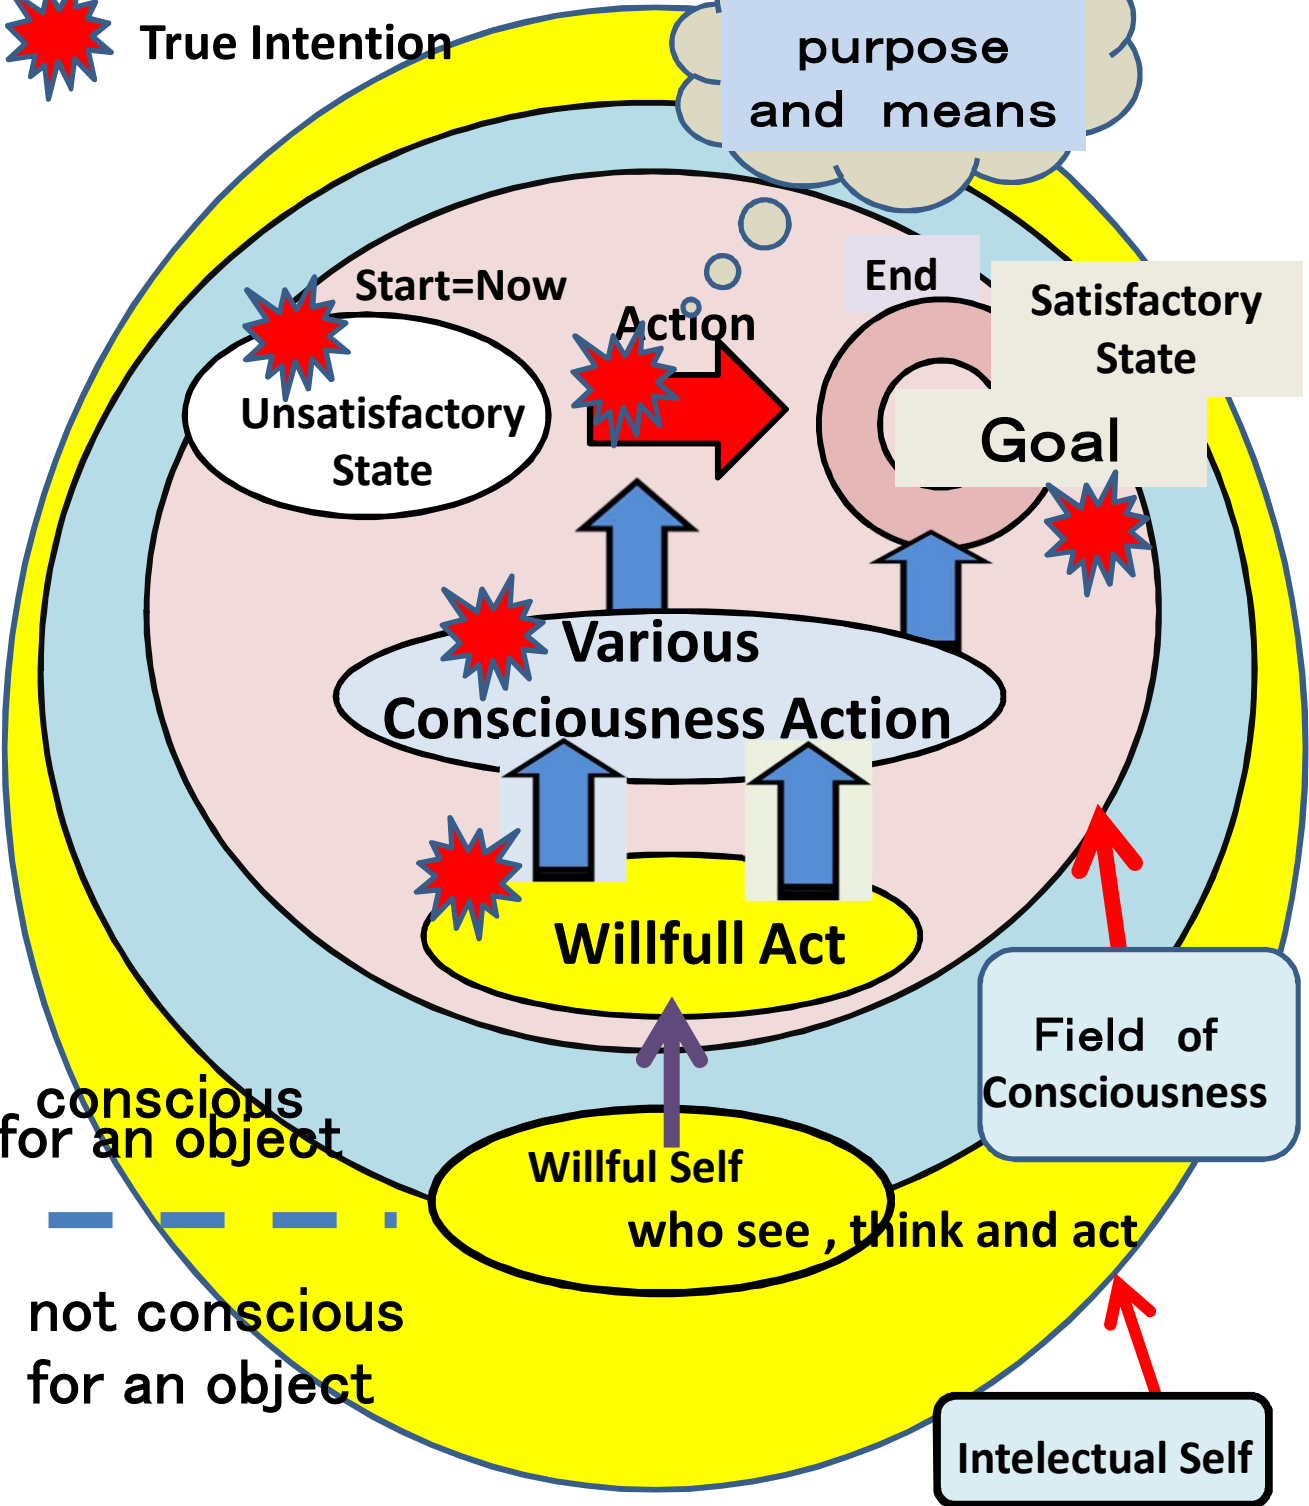 True Intention
purpose
and means
Start=Now
End
Satisfactory
State
Action
Unsatisfactory
State
Goal
Various
Consciousness Action
Willfull Act
Field of
Consciousness
conscious
for an object
Willful Self
who see , think and act
not conscious
for an object
Intelectual Self